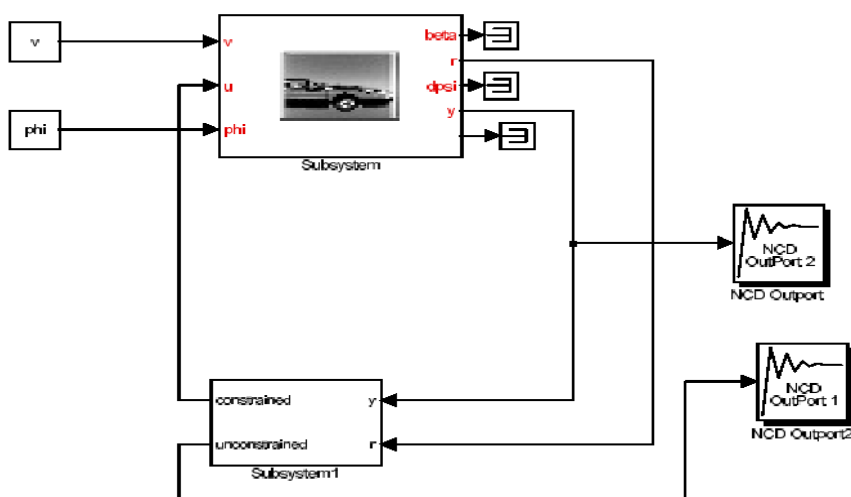 v
phi
v
u
phi
beta
r
dpsi
y
Subsystem
NCD
OutPort 2
NCD Outport
constrained
unconstrained
y
r
Subsystem1
NCD
OutPort 1
NCD Outport2